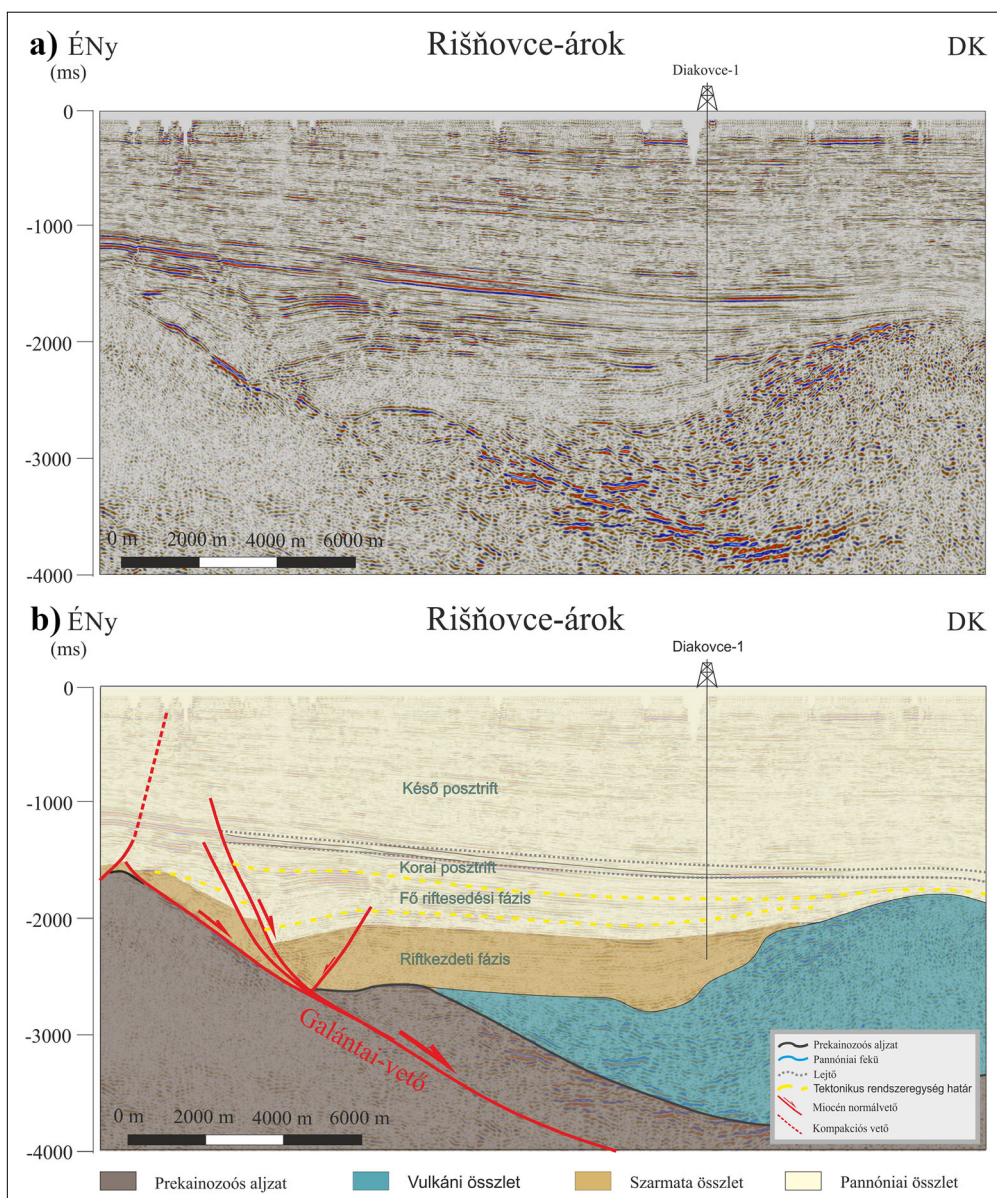 a) ÉNy Rišňovce-árok DK
(ms)
Diakovce-1
0
-1000
-2000
-3000
0 m 2000 m 4000 m 6000 m
-4000
b) ÉNy Rišňovce-árok DK
(ms)
Diakovce-1
0
Késő posztrift
-1000
Korai posztrift
Fő riftesedési fázis
-2000
Riftkezdeti fázis
Galántai-vető
-3000
Prekainozoós aljzat
Pannóniai fekü
Lejtő
Tektonikus rendszeregység határ
Miocén normálvető
Kompakciós vető
0 m 2000 m 4000 m 6000 m
-4000
Prekainozoós aljzat Vulkáni összlet Szarmata összlet Pannóniai összlet